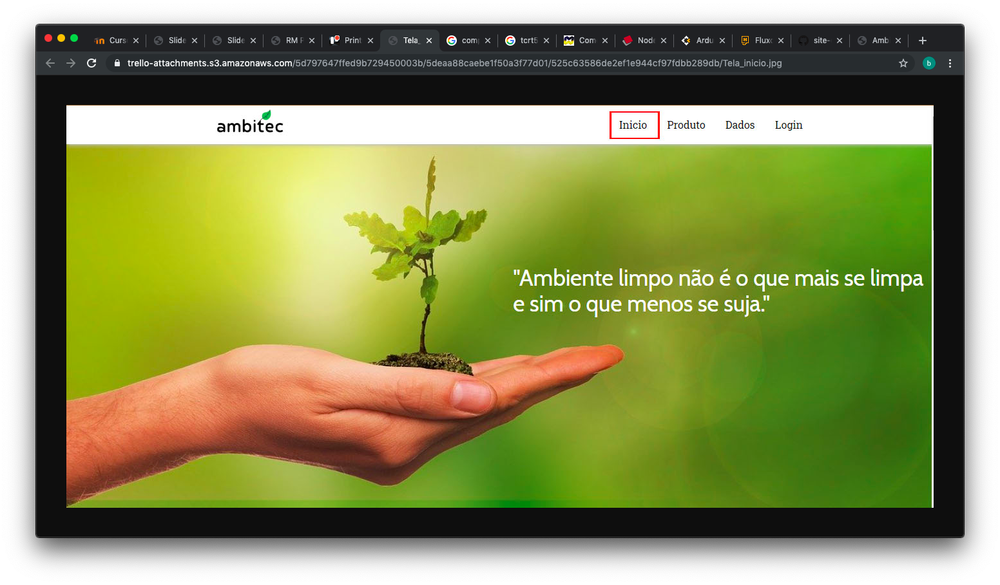 Curs
Slide
Slide
RM F
Print
Tela_
com
tcrt5
Com
Node
Ardu
Fluxo
site-
Amb
trello-attachments.s3.amazonaws.com/5d797647ffed9b729450003b/5deaa88caebe1f50a3f77d01/525c63586de2ef1e944cf97fdbb289db/Tela_inicio.jpg
b
ambitec
Inicio
Produto
Dados
Login
"Ambiente limpo não é o que mais se limpa
e sim o que menos se suja."